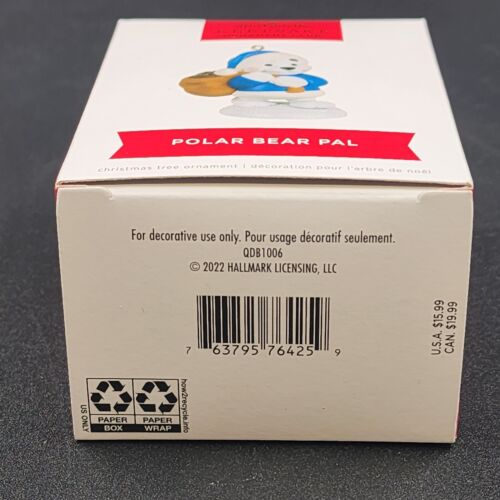 POLAR BEAR PAL
christmas tree ornament | décoration pour l'arbre de noël
For decorative use only. Pour usage décoratif seulement.
QDB1006
© 2022 HALLMARK LICENSING, LLC
7 63795 76425 9
U.S.A. $15.99
CAN. $19.99
US ONLY
PAPER
BOX
PAPER
WRAP
how2recycle.info